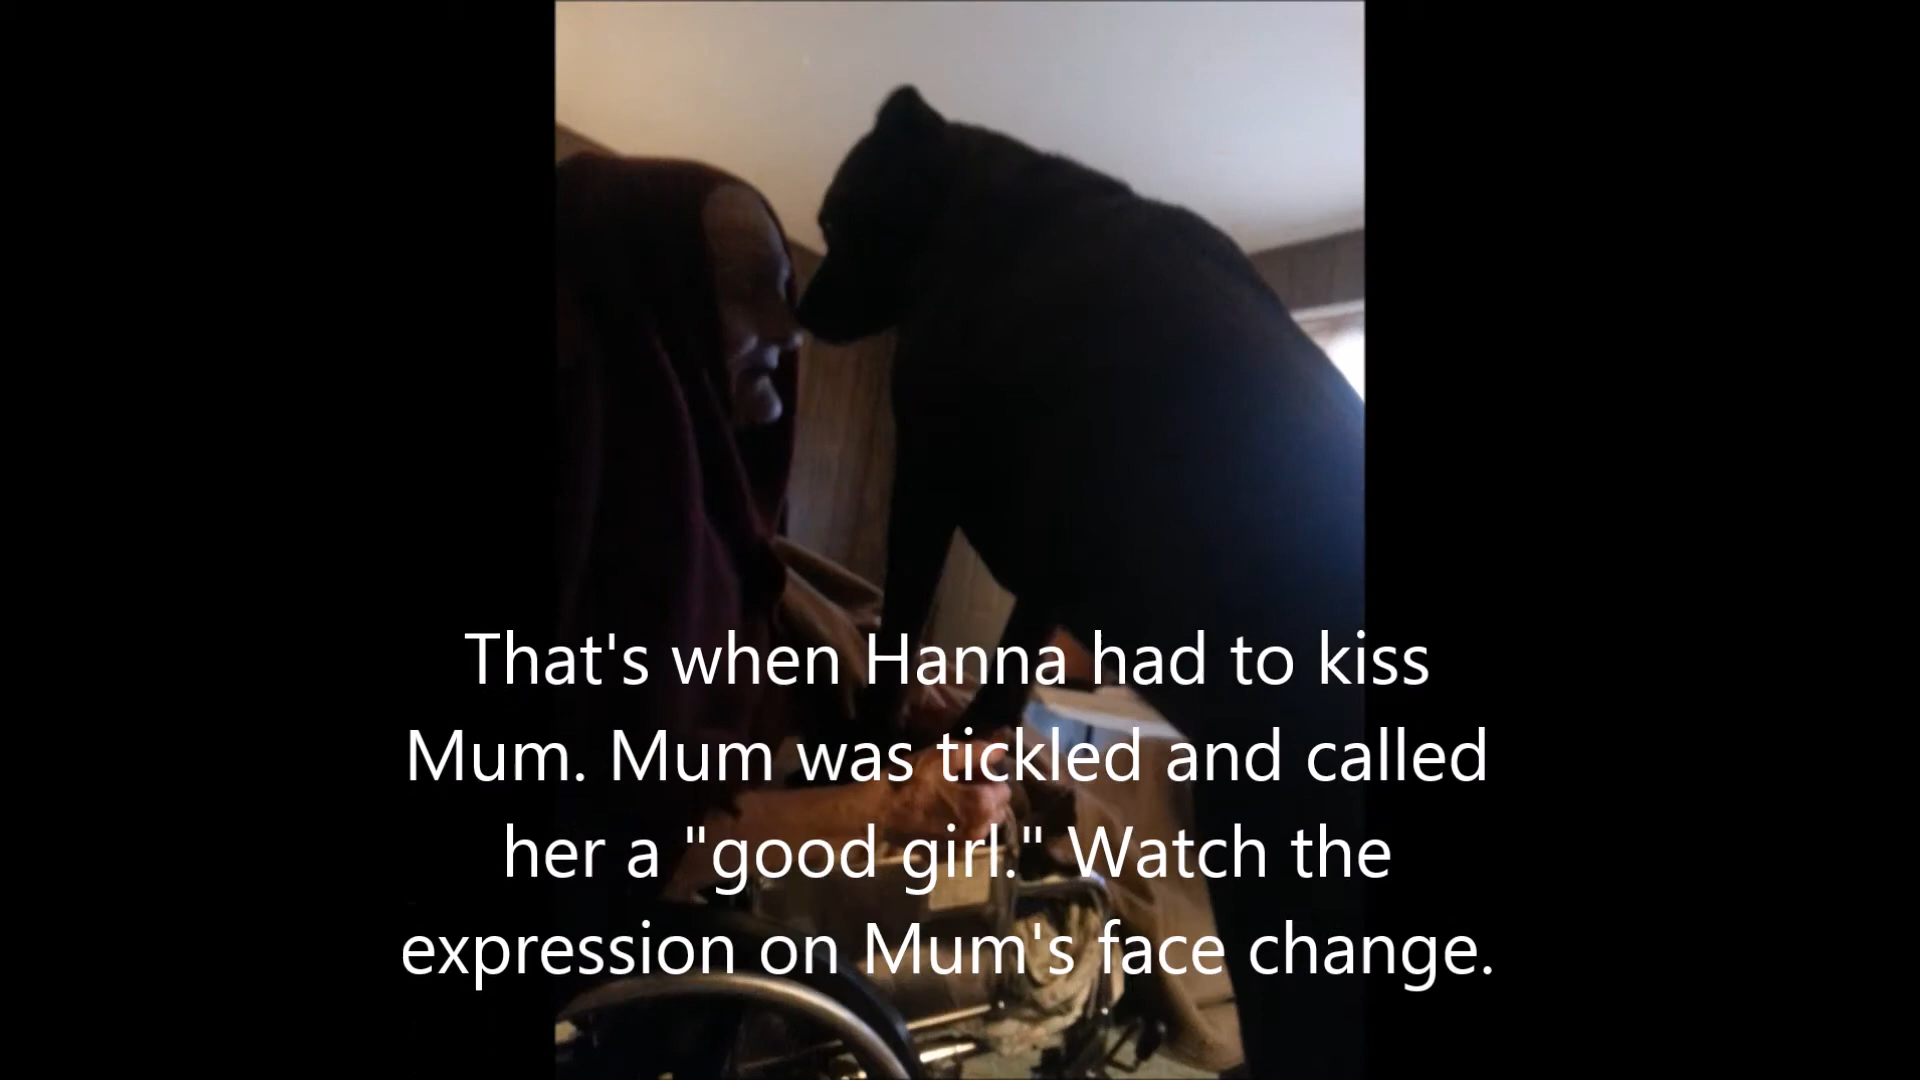 That's when Hanna had to kiss
Mum. Mum was tickled and called
her a "good girl." Watch the
expression on Mum's face change.